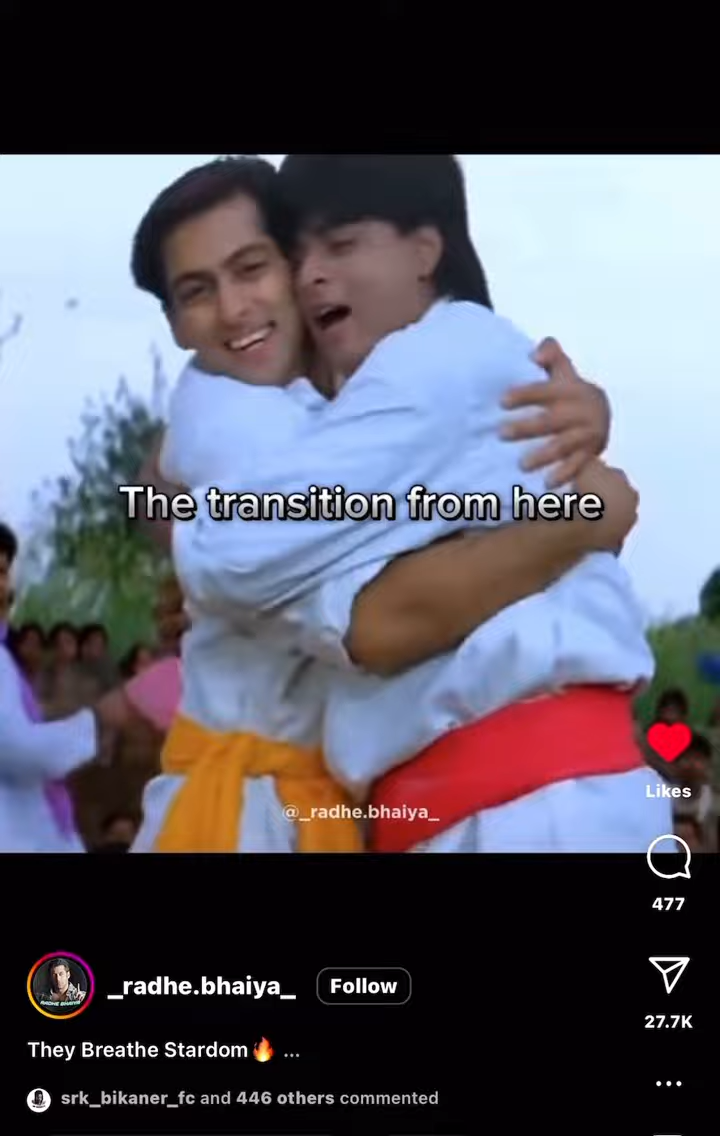 The transition from here
@_radhe.bhaiya_
Likes
477
_radhe.bhaiya_
Follow
27.7K
They Breathe Stardom🔥 ...
srk_bikaner_fc and 446 others commented